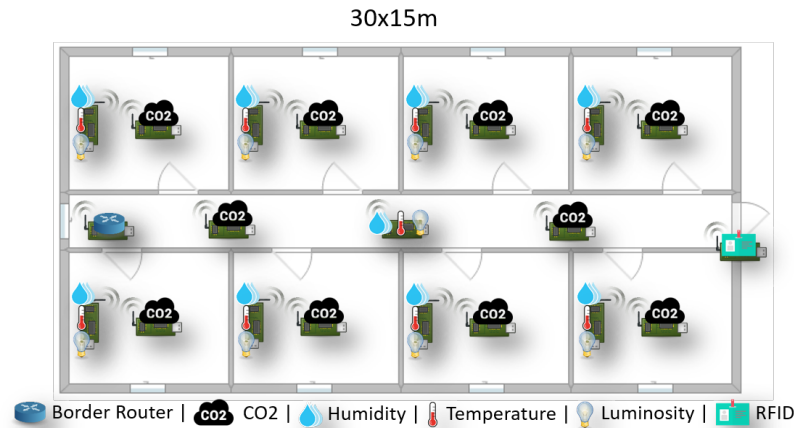 30x15m
CO2 CO2 CO2 CO2
CO2 CO2
CO2 CO2 CO2 CO2
Border Router | CO2 CO2 | Humidity | Temperature | Luminosity | RFID